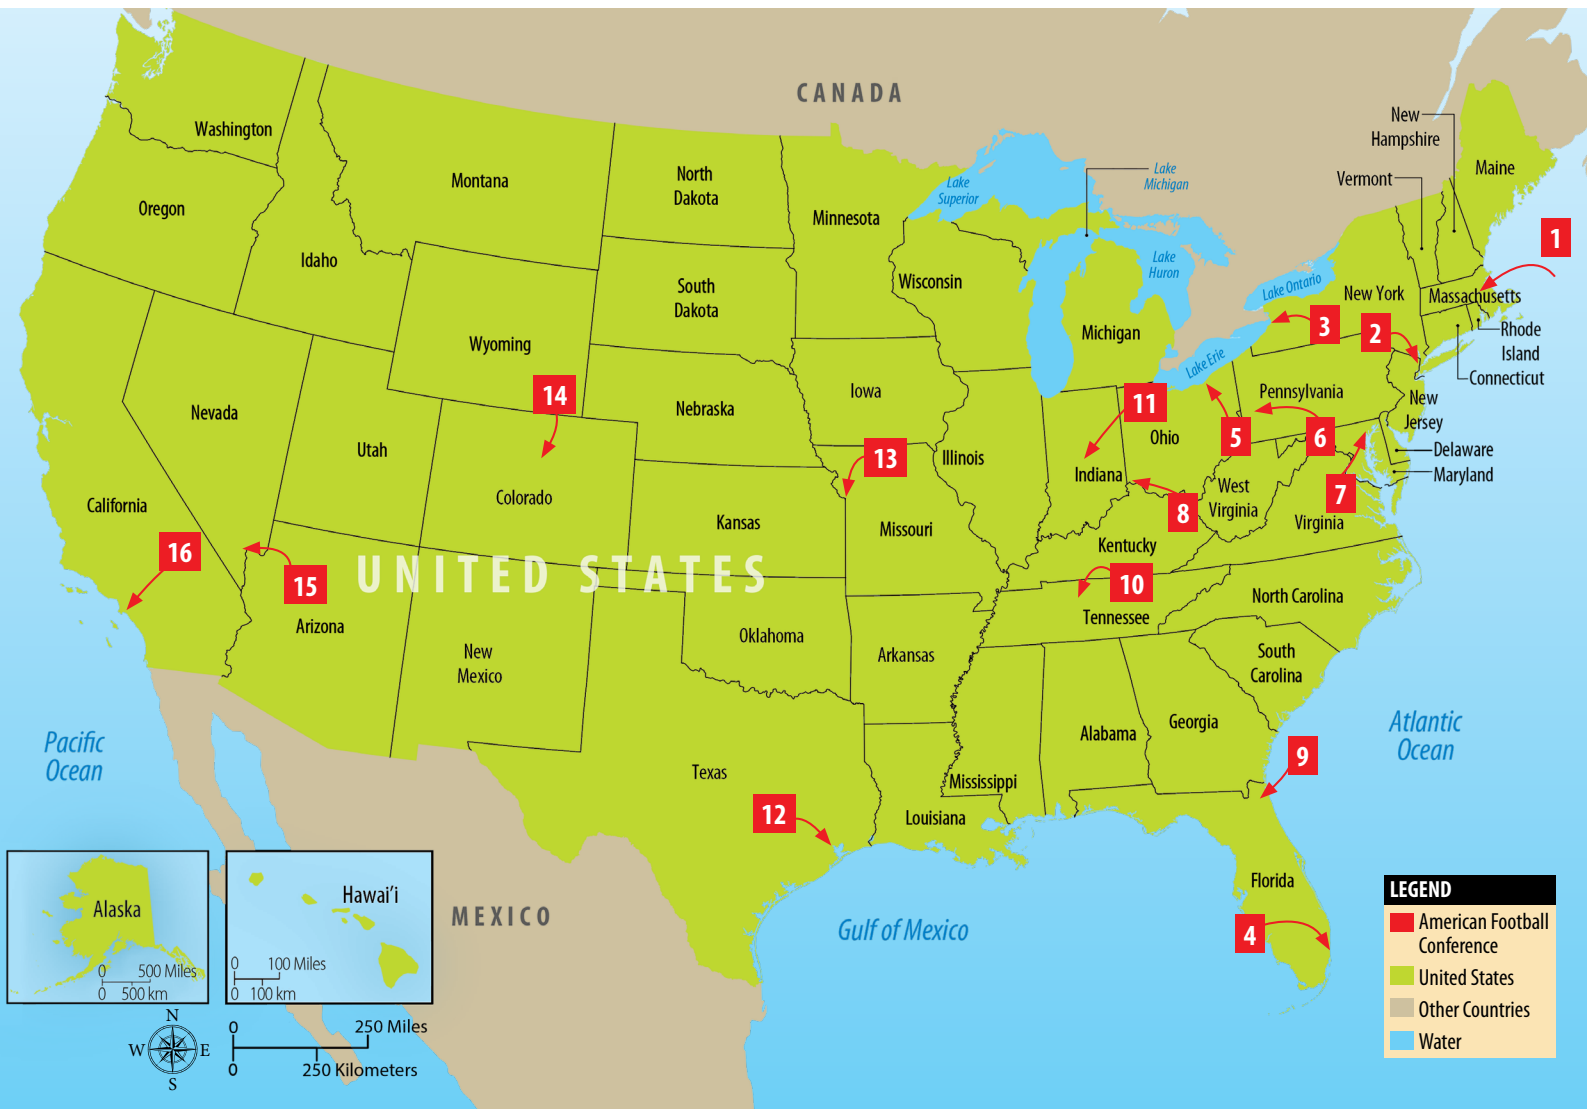 CANADA
Washington
Oregon
Idaho
Montana
North
Dakota
Minnesota
Lake
Superior
Lake
Michigan
Lake
Huron
New
Hampshire
Vermont
Maine
1
South
Dakota
Wisconsin
Michigan
Lake Ontario
New York
Massachusetts
3
2
Rhode
Island
Connecticut
Wyoming
Lake Erie
14
Nebraska
Iowa
11
Pennsylvania
New
Jersey
Nevada
Utah
Ohio
5
6
Delaware
Maryland
13
Illinois
Indiana
7
Colorado
California
Kansas
Missouri
8
West
Virginia
Virginia
16
15
Kentucky
UNITED STATES
10
Arizona
Tennessee
North Carolina
Oklahoma
Arkansas
New
Mexico
South
Carolina
Georgia
Alabama
Pacific
Ocean
Atlantic
Ocean
Texas
Mississippi
9
12
Louisiana
Florida
4
Gulf of Mexico
MEXICO
Alaska
0 500 Miles
0 500 km
Hawai‘i
0 100 Miles
0 100 km
N
W E
S
0 250 Miles
0 250 Kilometers
LEGEND
American Football
Conference
United States
Other Countries
Water